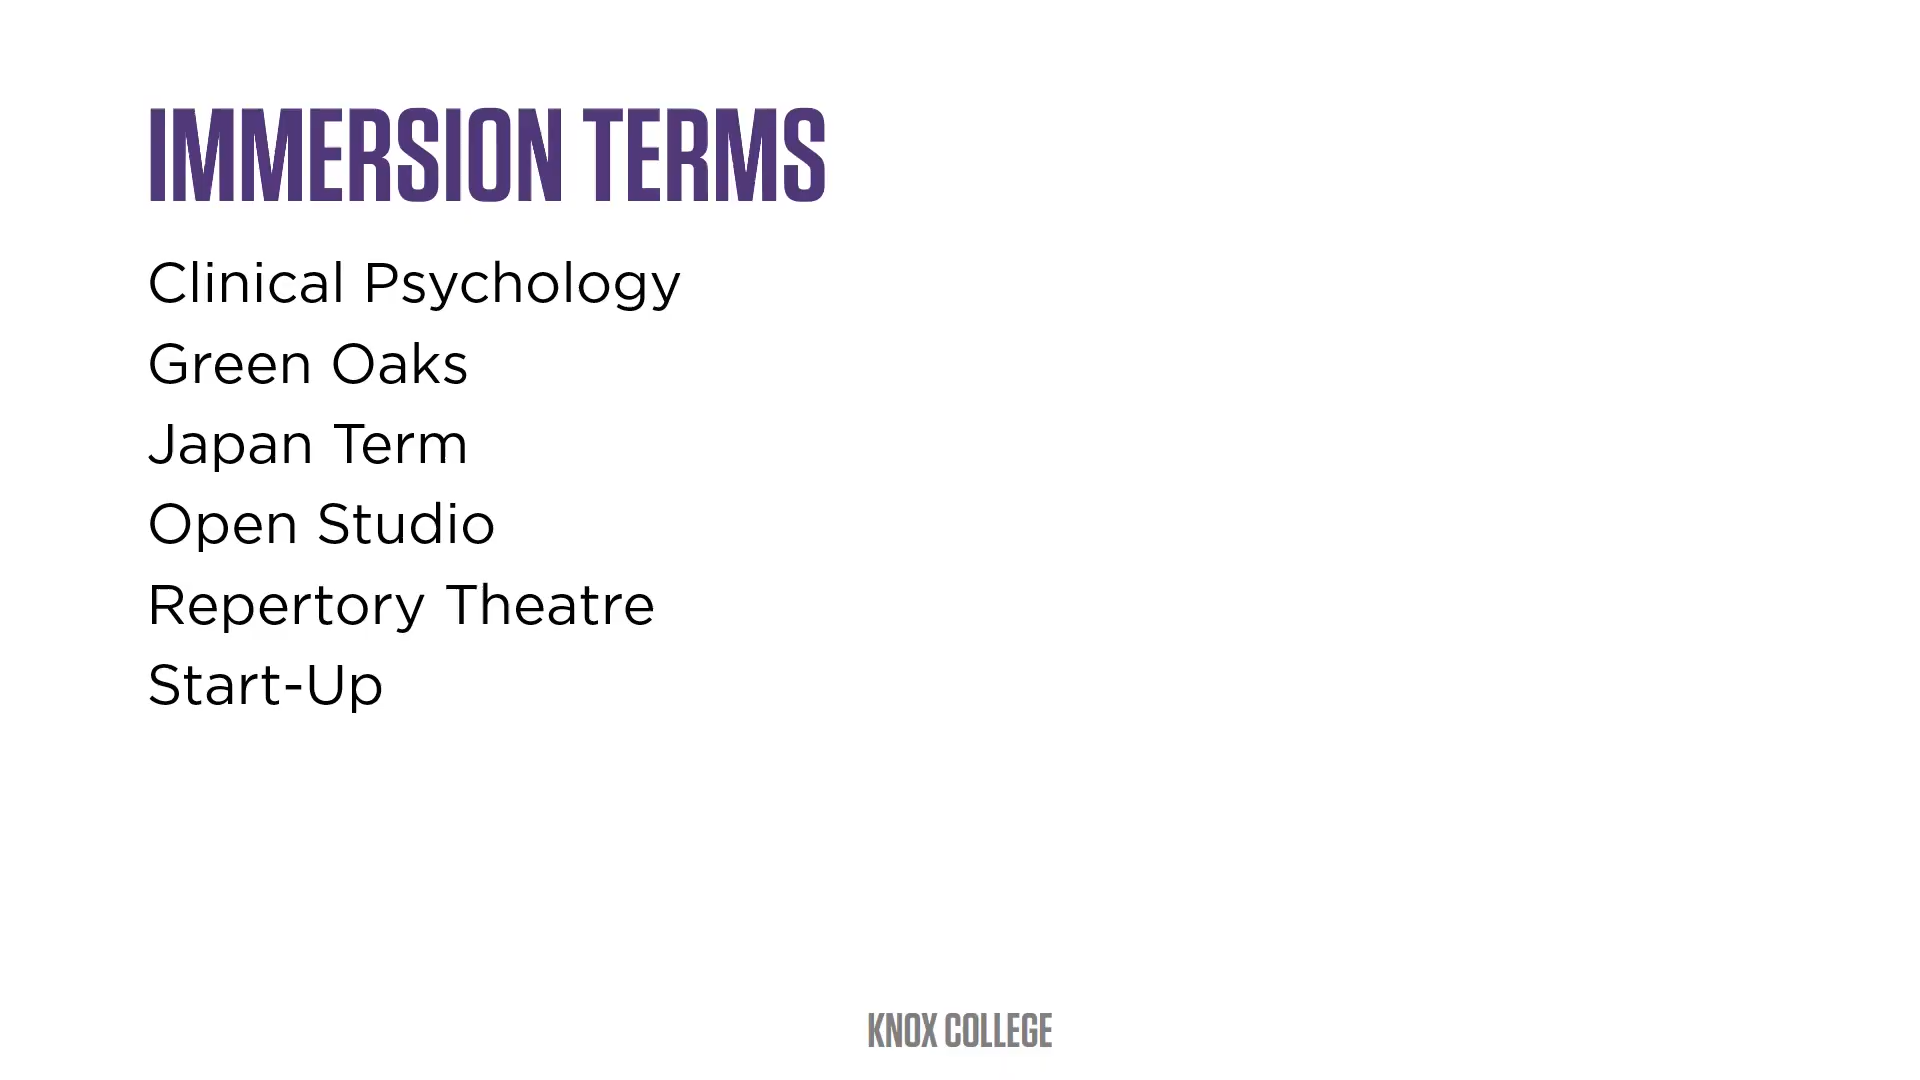 IMMERSION TERMS
Clinical Psychology
Green Oaks
Japan Term
Open Studio
Repertory Theatre
Start-Up
KNOX COLLEGE